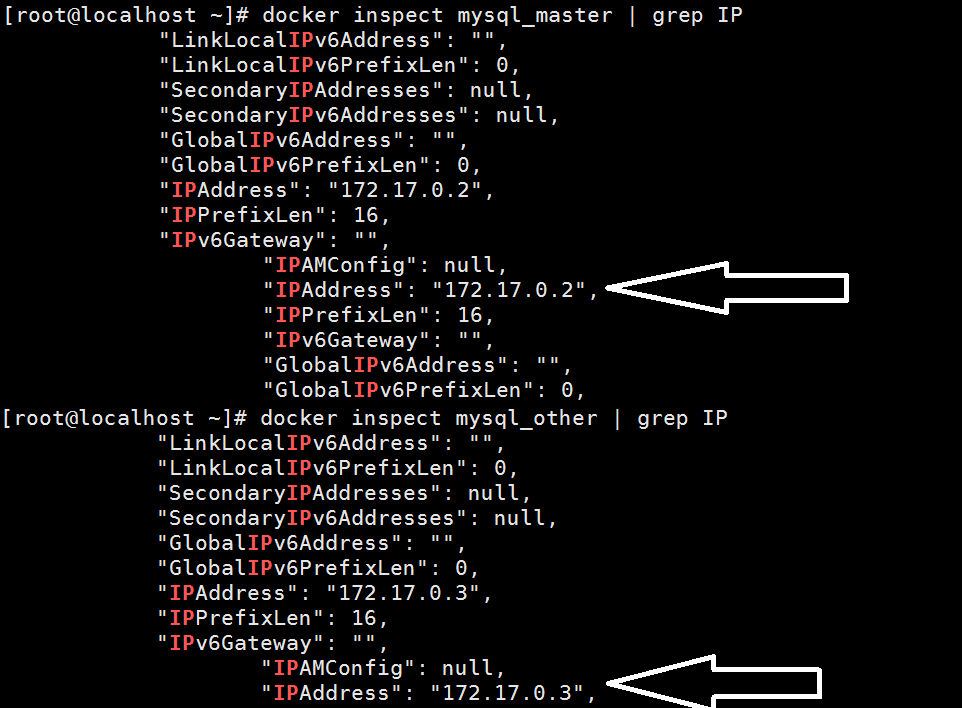 [root@localhost ~]# docker inspect mysql_master | grep IP
"LinkLocalIPv6Address": "",
"LinkLocalIPv6PrefixLen": 0,
"SecondaryIPAddresses": null,
"SecondaryIPv6Addresses": null,
"GlobalIPv6Address": "",
"GlobalIPv6PrefixLen": 0,
"IPAddress": "172.17.0.2",
"IPPrefixLen": 16,
"IPv6Gateway": "",
"IPAMConfig": null,
"IPAddress": "172.17.0.2",
"IPPrefixLen": 16,
"IPv6Gateway": "",
"GlobalIPv6Address": "",
"GlobalIPv6PrefixLen": 0,
[root@localhost ~]# docker inspect mysql_other | grep IP
"LinkLocalIPv6Address": "",
"LinkLocalIPv6PrefixLen": 0,
"SecondaryIPAddresses": null,
"SecondaryIPv6Addresses": null,
"GlobalIPv6Address": "",
"GlobalIPv6PrefixLen": 0,
"IPAddress": "172.17.0.3",
"IPPrefixLen": 16,
"IPv6Gateway": "",
"IPAMConfig": null,
"IPAddress": "172.17.0.3",